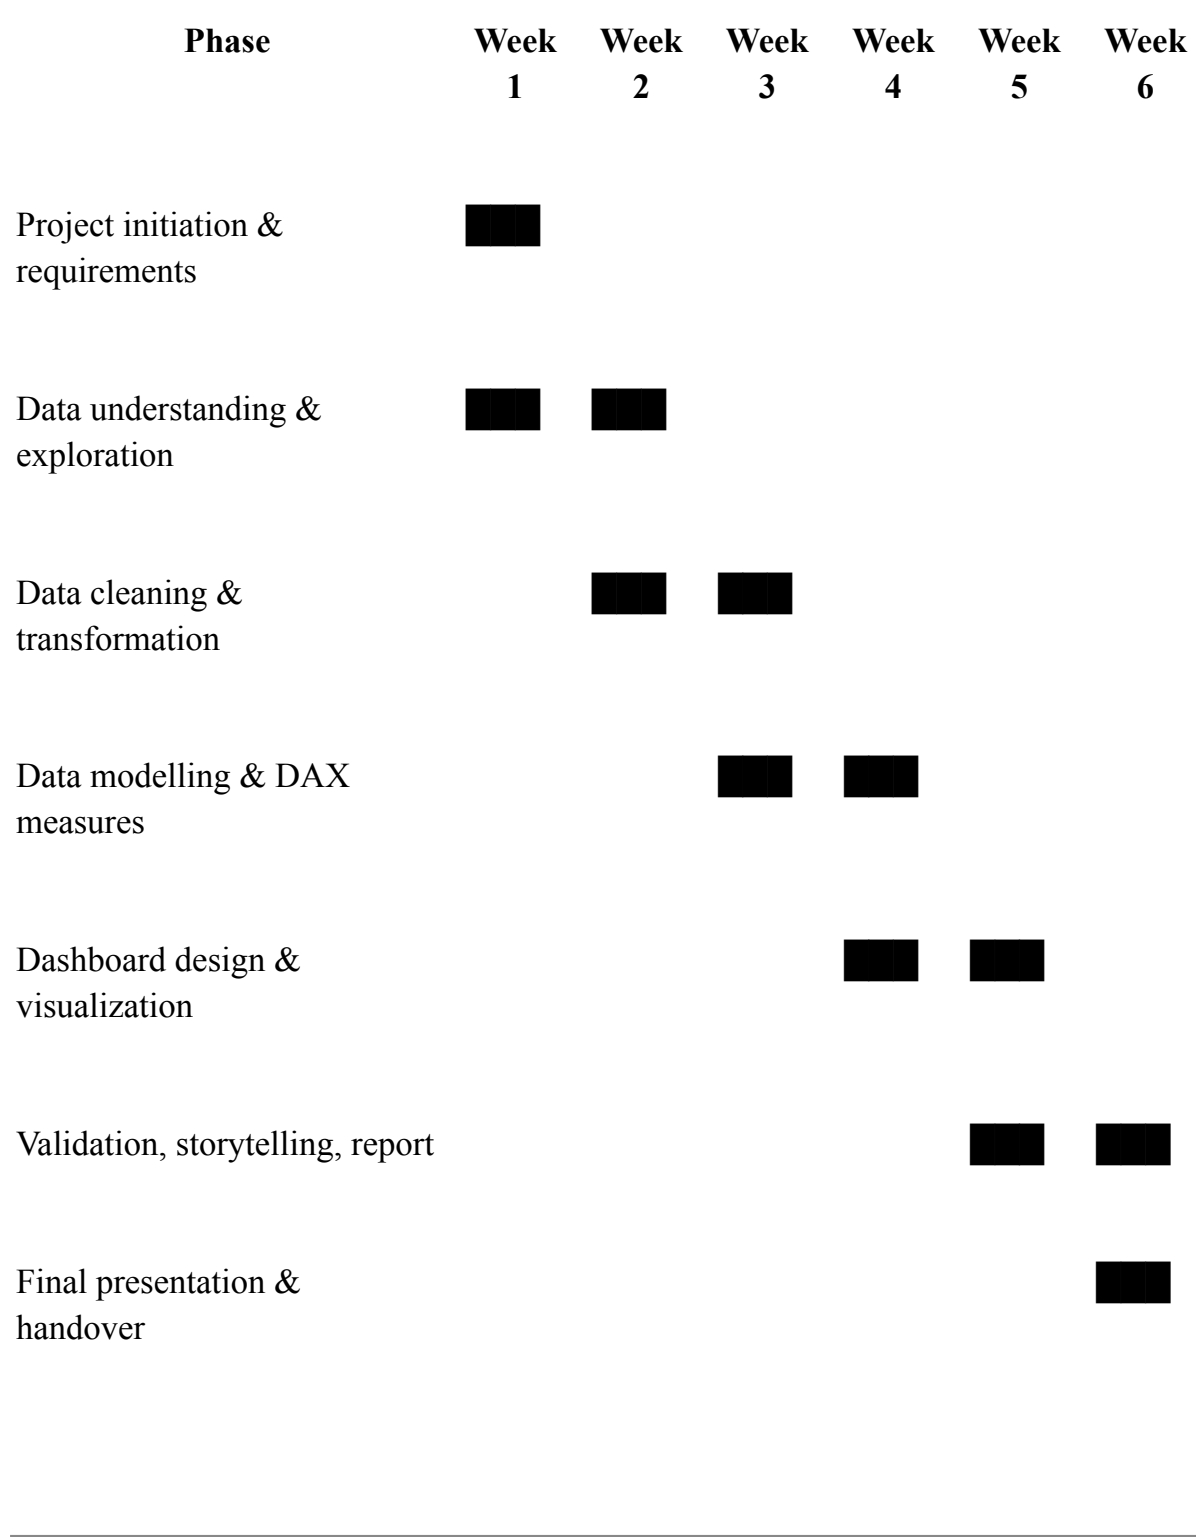 Phase Week Week Week Week Week Week
1 2 3 4 5 6
Project initiation &
requirements
Data understanding &
exploration
Data cleaning &
transformation
Data modelling & DAX
measures
Dashboard design &
visualization
Validation, storytelling, report
Final presentation &
handover